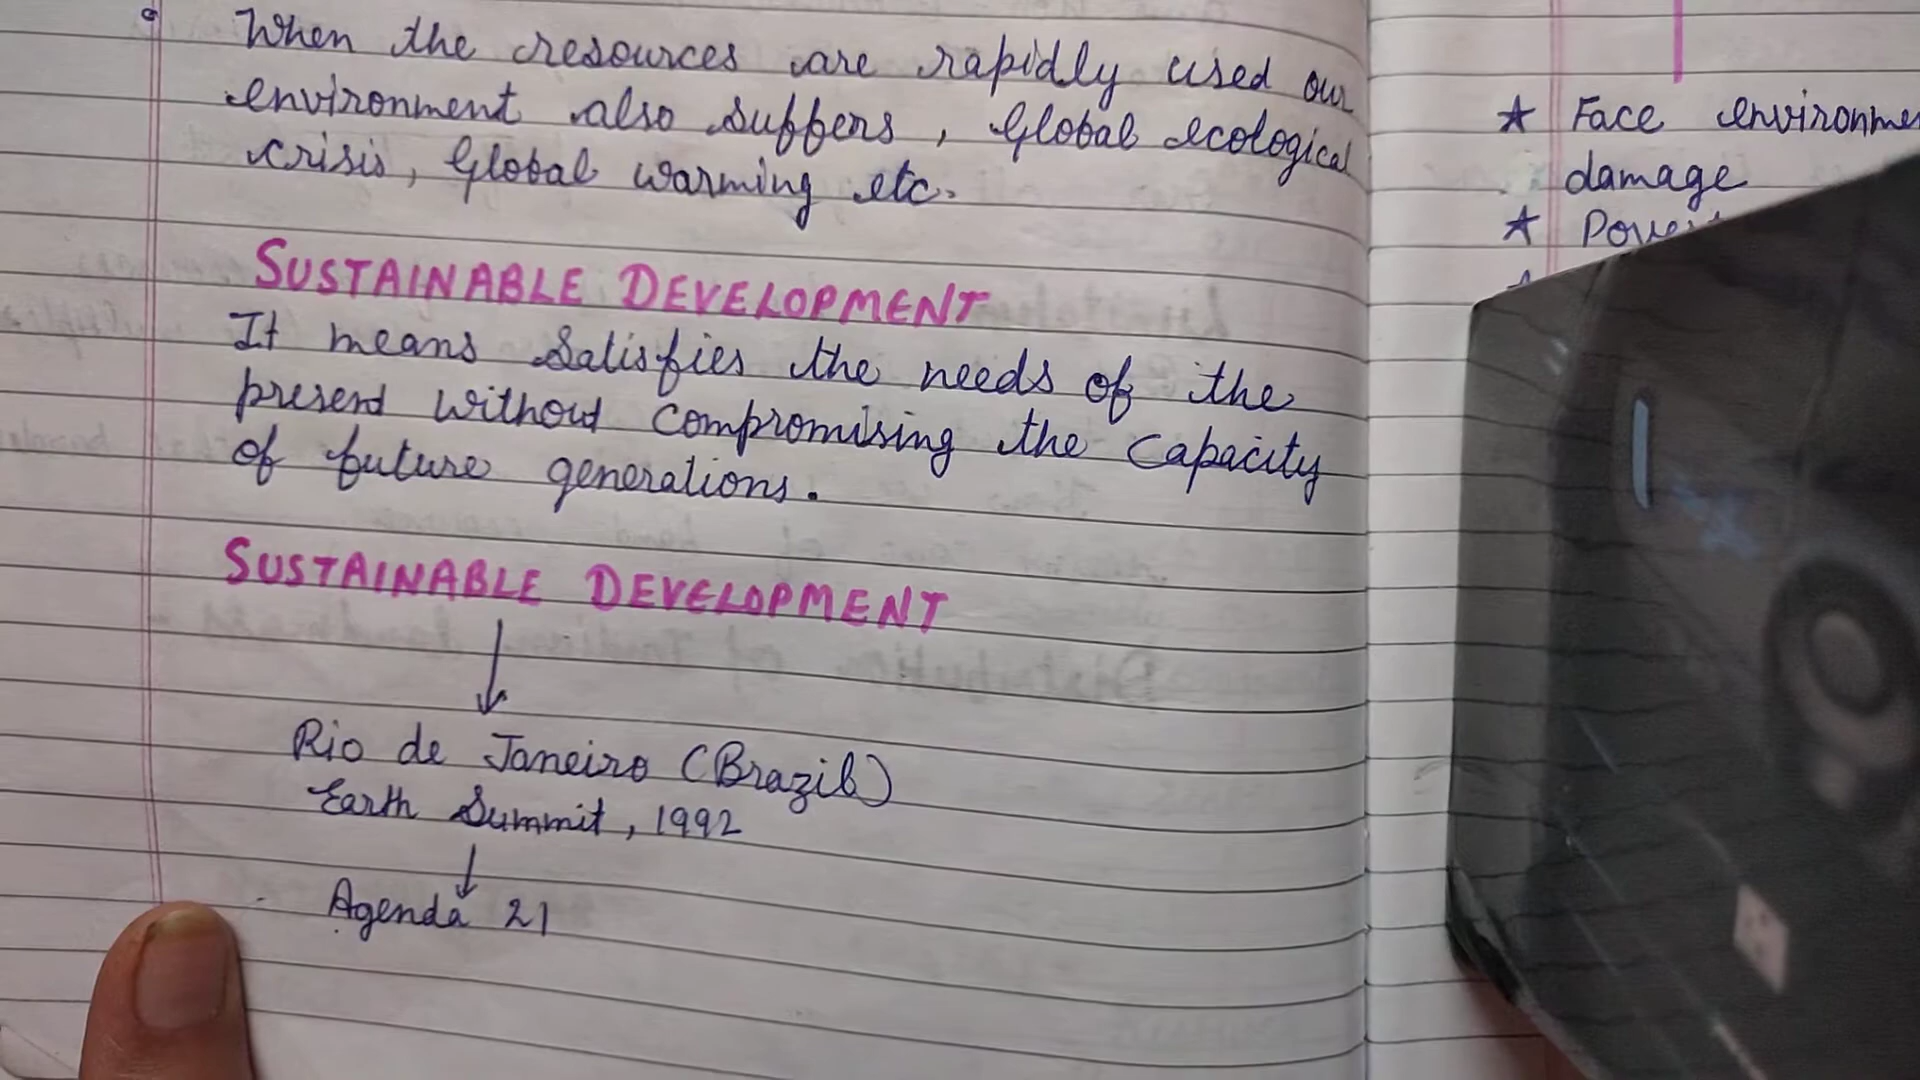 When the resources are rapidly used our
environment also suffers, Global ecological
crisis, Global warming etc.
SUSTAINABLE DEVELOPMENT
It means satisfies the needs of the
present without compromising the capacity
of future generations.
SUSTAINABLE DEVELOPMENT
↓
Rio de Janeiro (Brazil)
Earth Summit, 1992
↓
Agenda 21
★ Face
damage
★